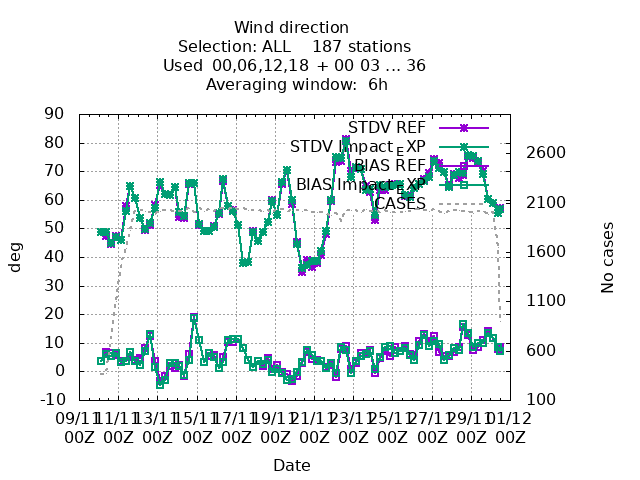 Wind direction
Selection: ALL 187 stations
Used 00,06,12,18 + 00 03 ... 36
Averaging window: 6h
STDV REF
STDV Impact_EXP
BIAS REF
BIAS Impact_EXP
CASES
90
80
70
60
50
40
30
20
10
0
-10
deg
2600
2100
1600
1100
600
100
No cases
09/11 11/11 13/11 15/11 17/11 19/11 21/11 23/11 25/11 27/11 29/11 01/12
00Z 00Z 00Z 00Z 00Z 00Z 00Z 00Z 00Z 00Z 00Z 00Z
Date